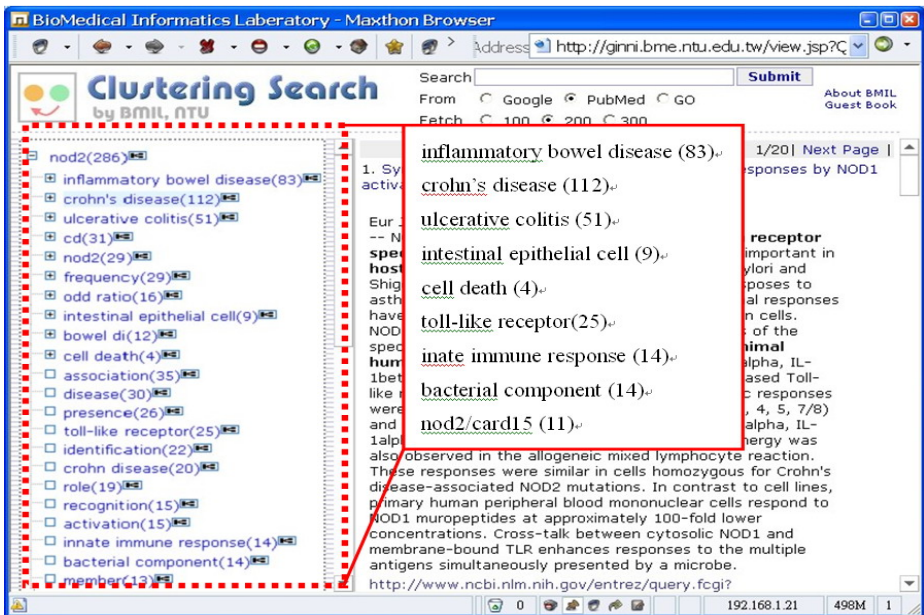 BioMedical Informatics Laberatory - Maxthon Browser
Address http://ginni.bme.ntu.edu.tw/view.jsp?Q
Clustering Search
by BMIL, NTU
Search Submit
From Google PubMed GO
Fetch 100 200 300
About BMIL
Guest Book
nod2(286)
inflammatory bowel disease(83)
crohn's disease(112)
ulcerative colitis(51)
cd(31)
nod2(29)
frequency(29)
odd ratio(16)
intestinal epithelial cell(9)
bowel di(12)
cell death(4)
association(35)
disease(30)
presence(26)
toll-like receptor(25)
identification(22)
crohn disease(20)
role(19)
recognition(15)
activation(15)
innate immune response(14)
bacterial component(14)
member(13)
inflammatory bowel disease (83)
crohn's disease (112)
ulcerative colitis (51)
intestinal epithelial cell (9)
cell death (4)
toll-like receptor(25)
inate immune response (14)
bacterial component (14)
nod2/card15 (11)
1/20| Next Page |
1. Sy esponses by NOD1
activa
Eur
-- N receptor
spe important in
host ylori and
Shig sposes to
asth al responses
have n cells.
NOD of the
spec nimal
hum alpha, IL-
1bet ased Toll-
like r c responses
were , 4, 5, 7/8)
and alpha, IL-
1alp nergy was
also observed in the allogeneic mixed lymphocyte reaction.
These responses were similar in cells homozygous for Crohn's
disease-associated NOD2 mutations. In contrast to cell lines,
primary human peripheral blood mononuclear cells respond to
NOD1 muropeptides at approximately 100-fold lower
concentrations. Cross-talk between cytosolic NOD1 and
membrane-bound TLR enhances responses to the multiple
antigens simultaneously presented by a microbe.
http://www.ncbi.nlm.nih.gov/entrez/query.fcgi?
0 192.168.1.21 498M 1